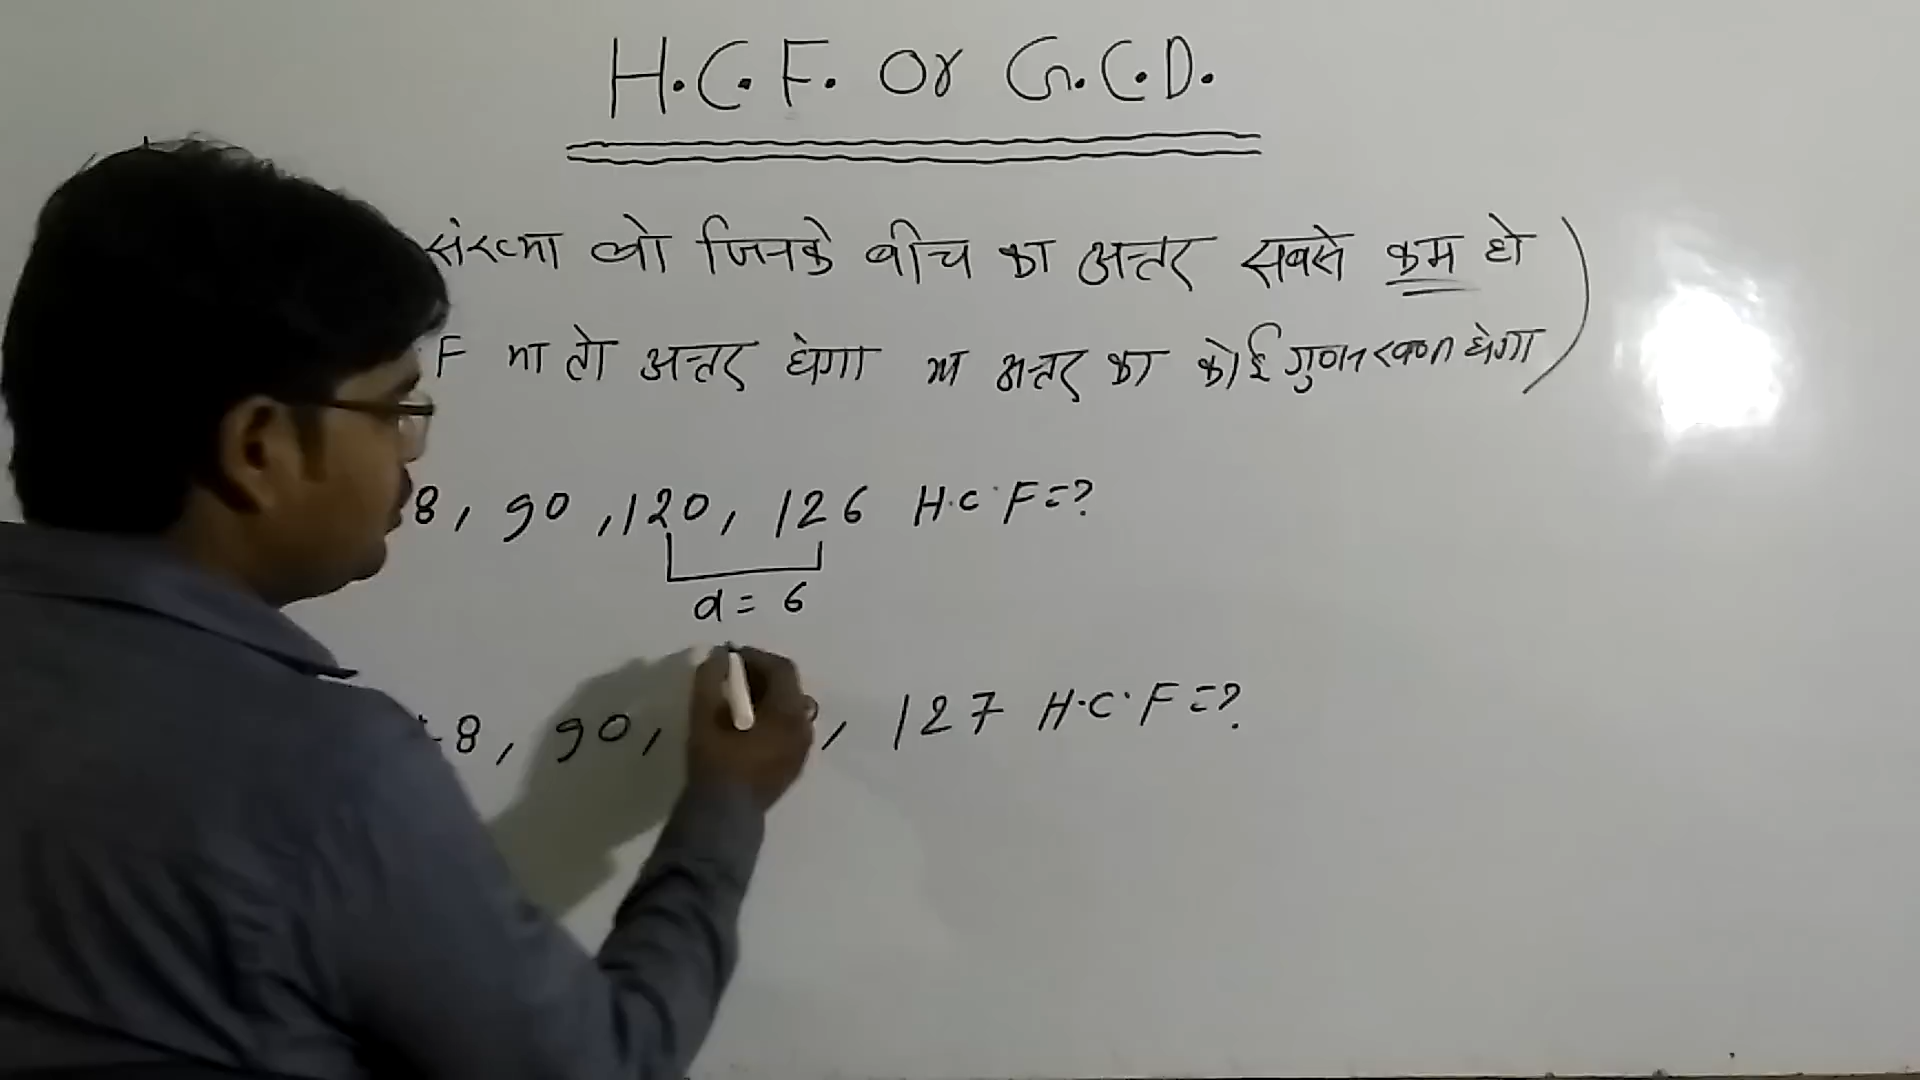 H.C.F. Or G.C.D.
संख्या लो जिनके बीच का अन्तर सबसे कम हो )
F या तो अन्तर होगा या अन्तर का कोई गुणनखण्ड होगा
8, 90, 120, 126 H.C.F=?
d = 6
8, 90, , 127 H.C.F=?